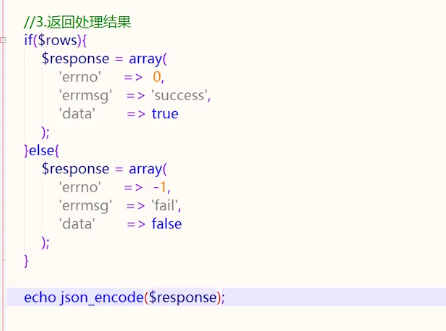 //3.返回处理结果
if($rows){
$response = array(
'errno' => 0,
'errmsg' => 'success',
'data' => true
);
}else{
$response = array(
'errno' => -1,
'errmsg' => 'fail',
'data' => false
);
}
echo json_encode($response);